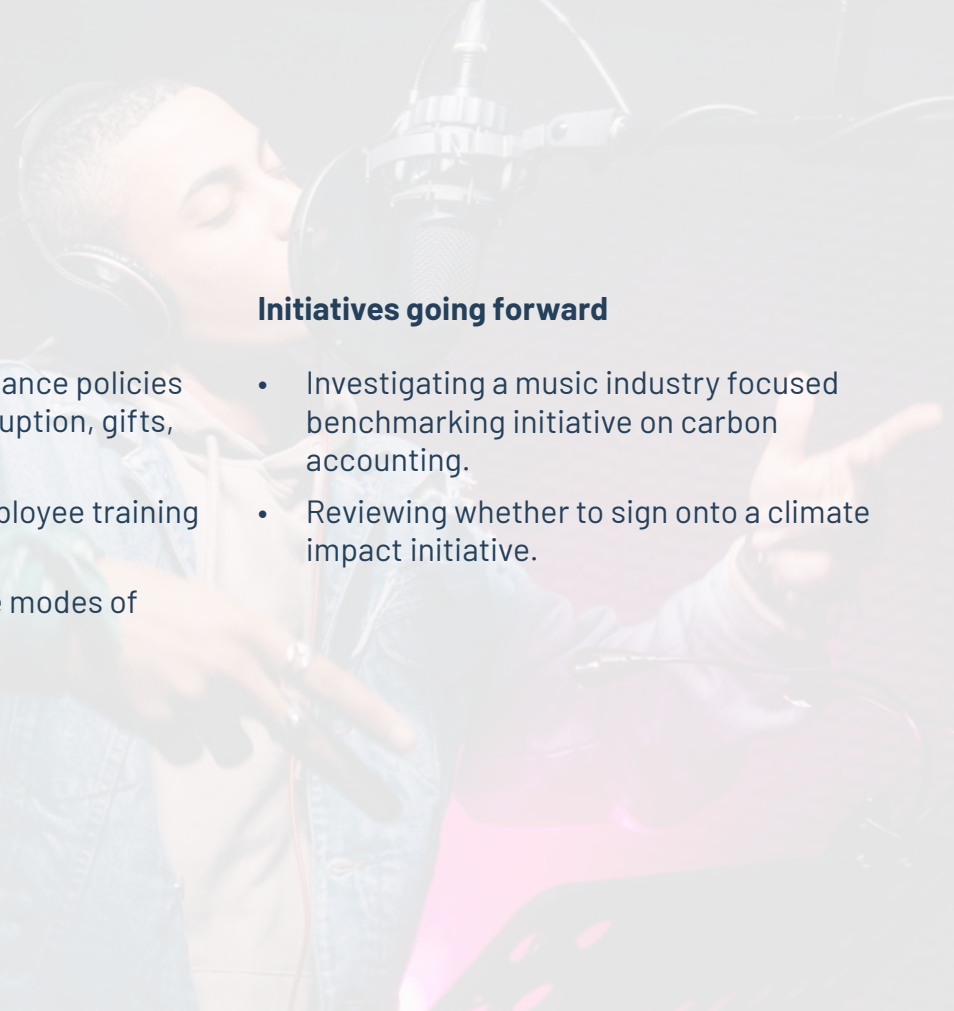 ance policies
uption, gifts,
ployee training
modes of
Initiatives going forward
• Investigating a music industry focused
benchmarking initiative on carbon
accounting.
• Reviewing whether to sign onto a climate
impact initiative.